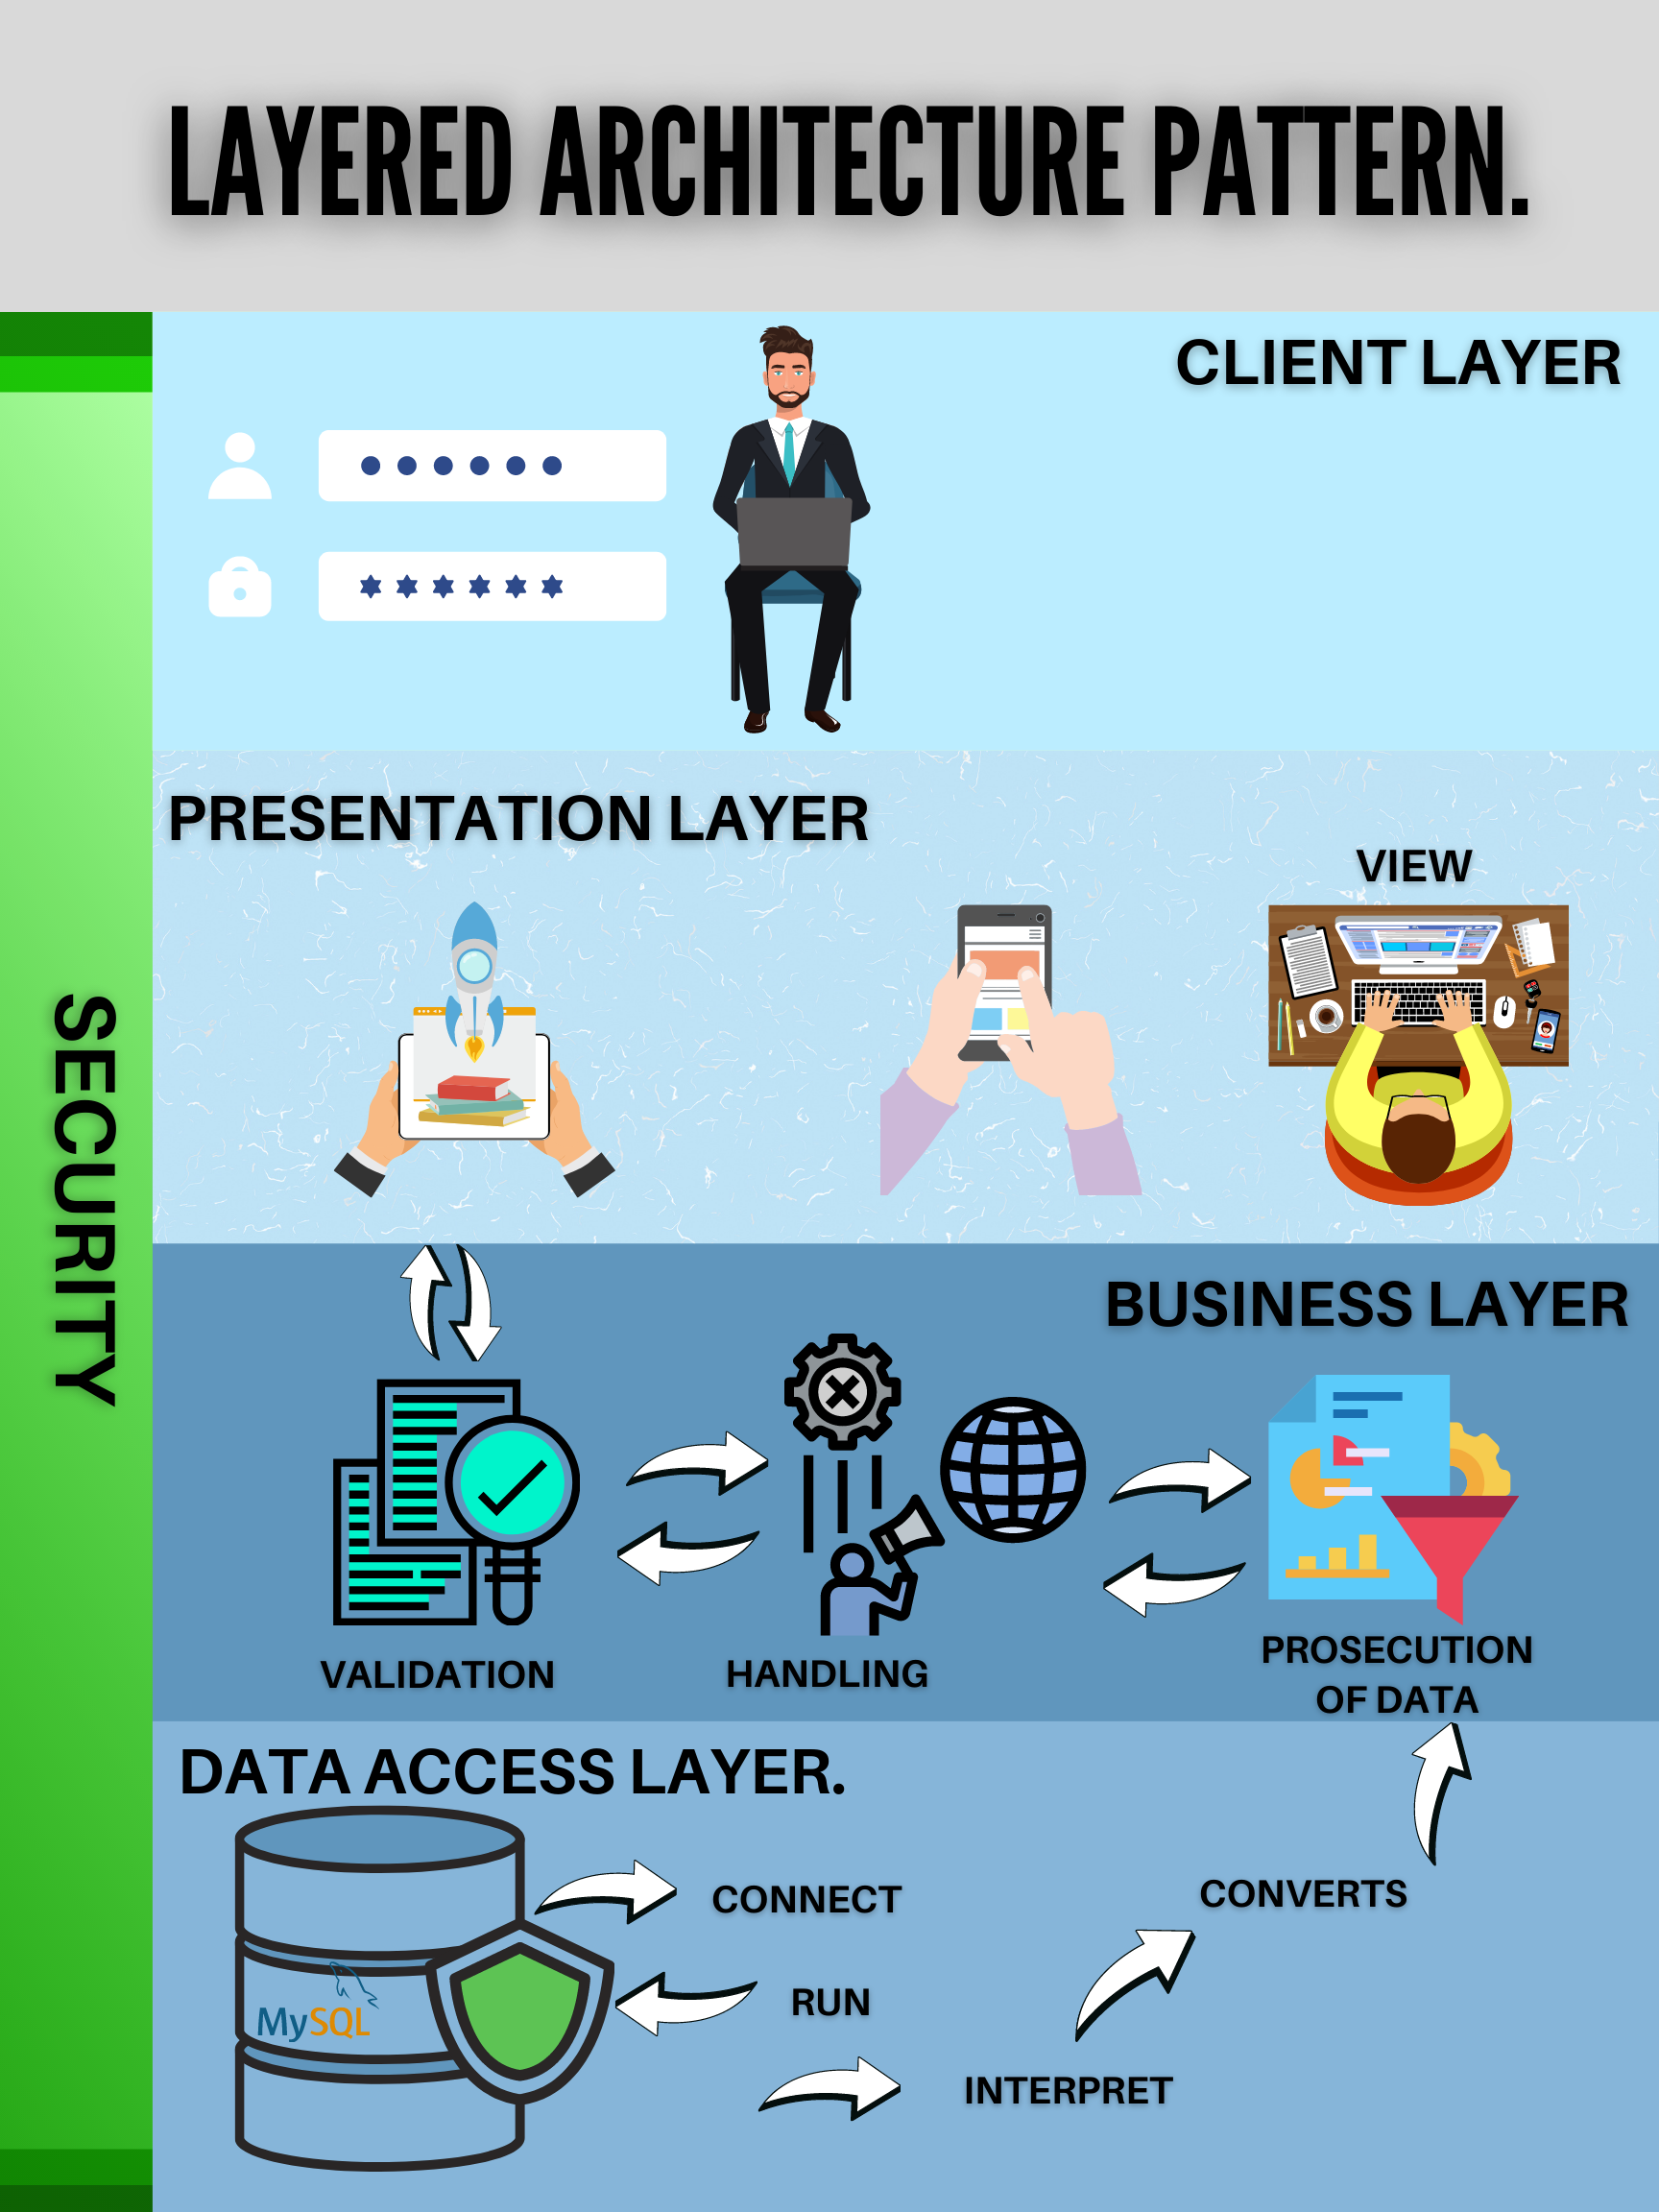 LAYERED ARCHITECTURE PATTERN.
CLIENT LAYER
PRESENTATION LAYER
VIEW
SECURITY
BUSINESS LAYER
VALIDATION
HANDLING
PROSECUTION
OF DATA
DATA ACCESS LAYER.
CONNECT
CONVERTS
RUN
MySQL
INTERPRET